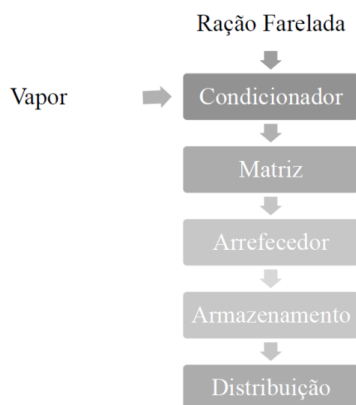 Ração Farelada
Vapor
Condicionador
Matriz
Arrefecedor
Armazenamento
Distribuição